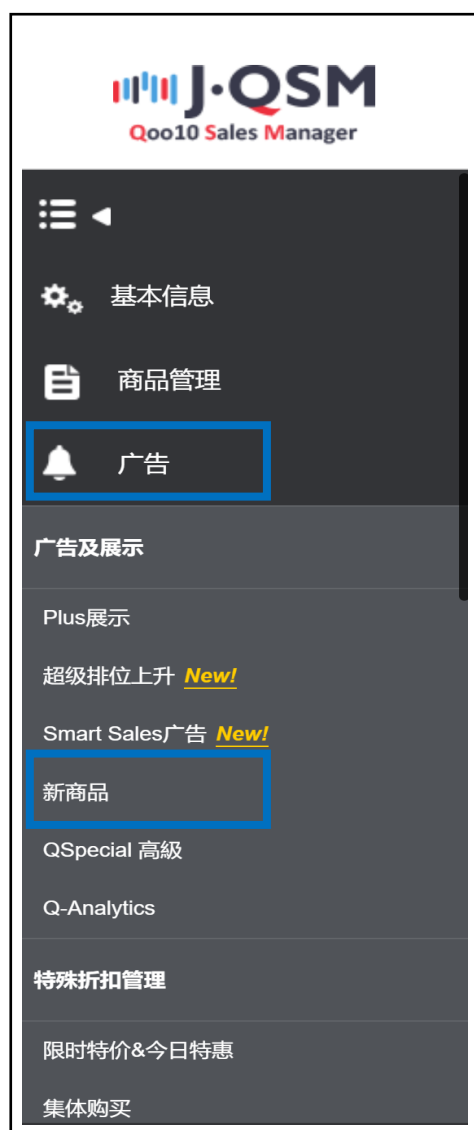 J·QSM
Qoo10 Sales Manager
基本信息
商品管理
广告
广告及展示
Plus展示
超级排位上升 New!
Smart Sales广告 New!
新商品
QSpecial 高級
Q-Analytics
特殊折扣管理
限时特价&今日特惠
集体购买